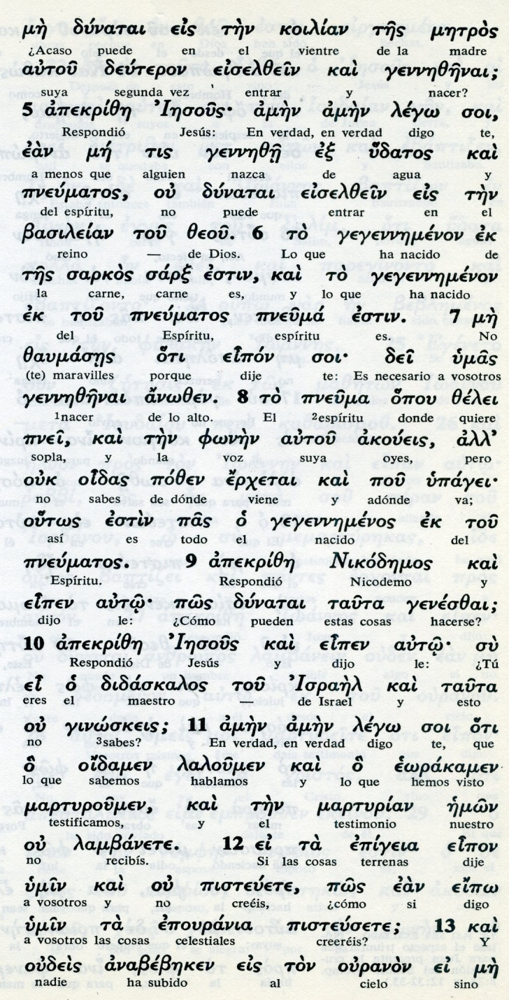 μὴ δύναται εἰς τὴν κοιλίαν τῆς μητρὸς
¿Acaso puede en el vientre de la madre
αὐτοῦ δεύτερον εἰσελθεῖν καὶ γεννηθῆναι;
suya segunda vez entrar y nacer?
5 ἀπεκρίθη Ἰησοῦς· ἀμὴν ἀμὴν λέγω σοι,
Respondió Jesús: En verdad, en verdad digo te,
ἐὰν μή τις γεννηθῇ ἐξ ὕδατος καὶ
a menos que alguien nazca de agua y
πνεύματος, οὐ δύναται εἰσελθεῖν εἰς τὴν
del espíritu, no puede entrar en el
βασιλείαν τοῦ θεοῦ. 6 τὸ γεγεννημένον ἐκ
reino — de Dios. Lo que ha nacido de
τῆς σαρκὸς σάρξ ἐστιν, καὶ τὸ γεγεννημένον
la carne, carne es, y lo que ha nacido
ἐκ τοῦ πνεύματος πνεῦμά ἐστιν. 7 μὴ
del Espíritu, espíritu es. No
θαυμάσῃς ὅτι εἶπόν σοι· δεῖ ὑμᾶς
(te) maravilles porque dije te: Es necesario a vosotros
γεννηθῆναι ἄνωθεν. 8 τὸ πνεῦμα ὅπου θέλει
1nacer de lo alto. El 2espíritu donde quiere
πνεῖ, καὶ τὴν φωνὴν αὐτοῦ ἀκούεις, ἀλλ’
sopla, y la voz suya oyes, pero
οὐκ οἶδας πόθεν ἔρχεται καὶ ποῦ ὑπάγει·
no sabes de dónde viene y adónde va;
οὕτως ἐστὶν πᾶς ὁ γεγεννημένος ἐκ τοῦ
así es todo el nacido del
πνεύματος. 9 ἀπεκρίθη Νικόδημος καὶ
Espíritu. Respondió Nicodemo y
εἶπεν αὐτῷ· πῶς δύναται ταῦτα γενέσθαι;
dijo le: ¿Cómo pueden estas cosas hacerse?
10 ἀπεκρίθη Ἰησοῦς καὶ εἶπεν αὐτῷ· σὺ
Respondió Jesús y dijo le: ¿Tú
εἶ ὁ διδάσκαλος τοῦ Ἰσραὴλ καὶ ταῦτα
eres el maestro — de Israel y esto
οὐ γινώσκεις; 11 ἀμὴν ἀμὴν λέγω σοι ὅτι
no 3sabes? En verdad, en verdad digo te, que
ὃ οἴδαμεν λαλοῦμεν καὶ ὃ ἑωράκαμεν
lo que sabemos hablamos y lo que hemos visto
μαρτυροῦμεν, καὶ τὴν μαρτυρίαν ἡμῶν
testificamos, y el testimonio nuestro
οὐ λαμβάνετε. 12 εἰ τὰ ἐπίγεια εἶπον
no recibís. Si las cosas terrenas dije
ὑμῖν καὶ οὐ πιστεύετε, πῶς ἐὰν εἴπω
a vosotros y no creéis, ¿cómo si digo
ὑμῖν τὰ ἐπουράνια πιστεύσετε; 13 καὶ
a vosotros las cosas celestiales creeréis? Y
οὐδεὶς ἀναβέβηκεν εἰς τὸν οὐρανὸν εἰ μὴ
nadie ha subido al cielo sino